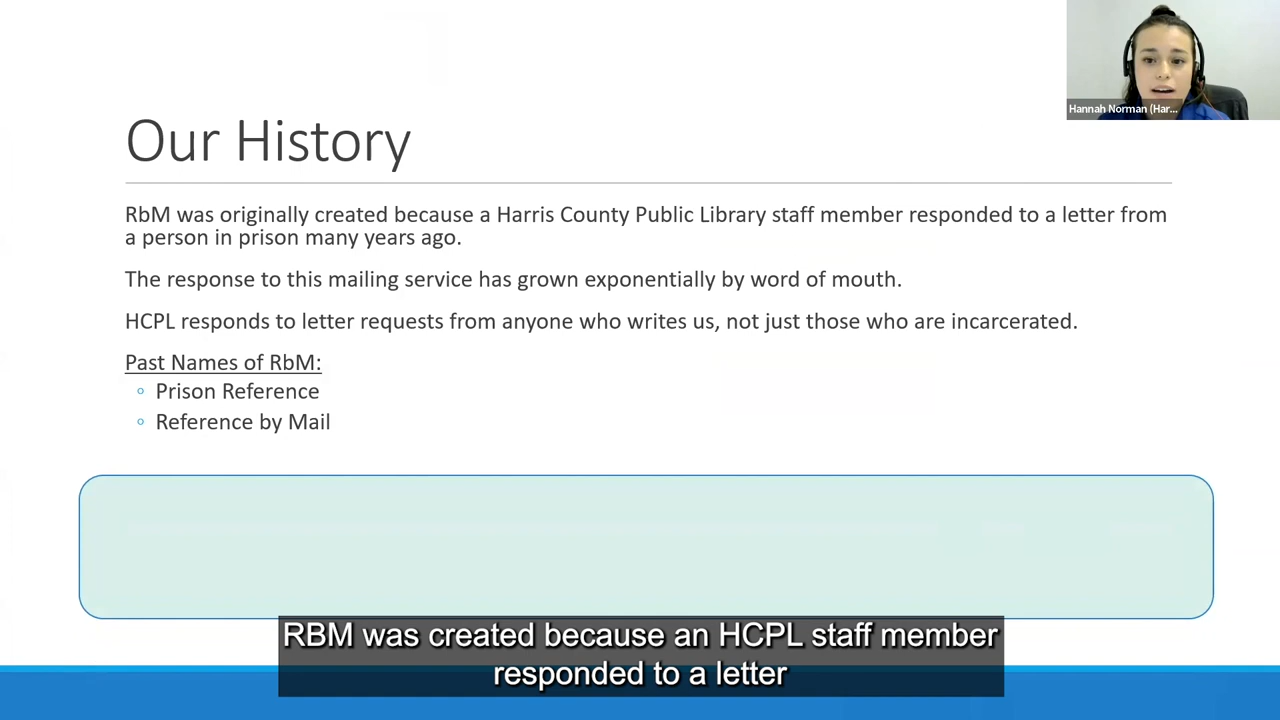 Hannah Norman (Har...
Our History
RbM was originally created because a Harris County Public Library staff member responded to a letter from
a person in prison many years ago.
The response to this mailing service has grown exponentially by word of mouth.
HCPL responds to letter requests from anyone who writes us, not just those who are incarcerated.
Past Names of RbM:
◦ Prison Reference
◦ Reference by Mail
RBM was created because an HCPL staff member
responded to a letter